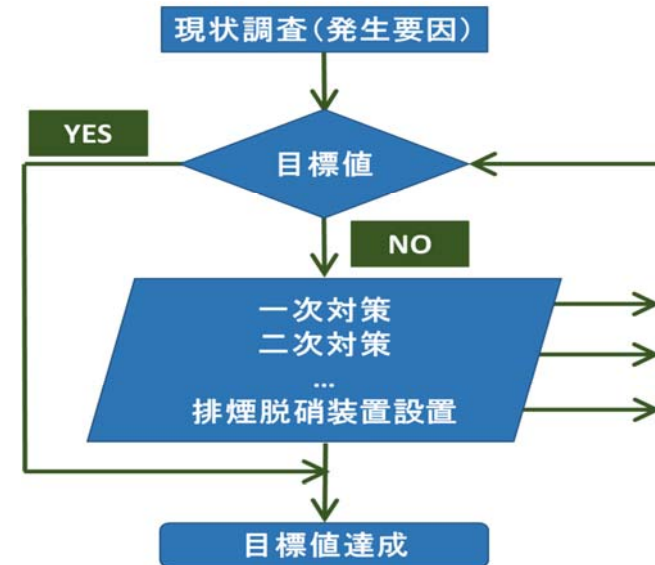 現状調査(発生要因)
YES
目標値
NO
一次対策
二次対策
...
排煙脱硝装置設置
目標値達成